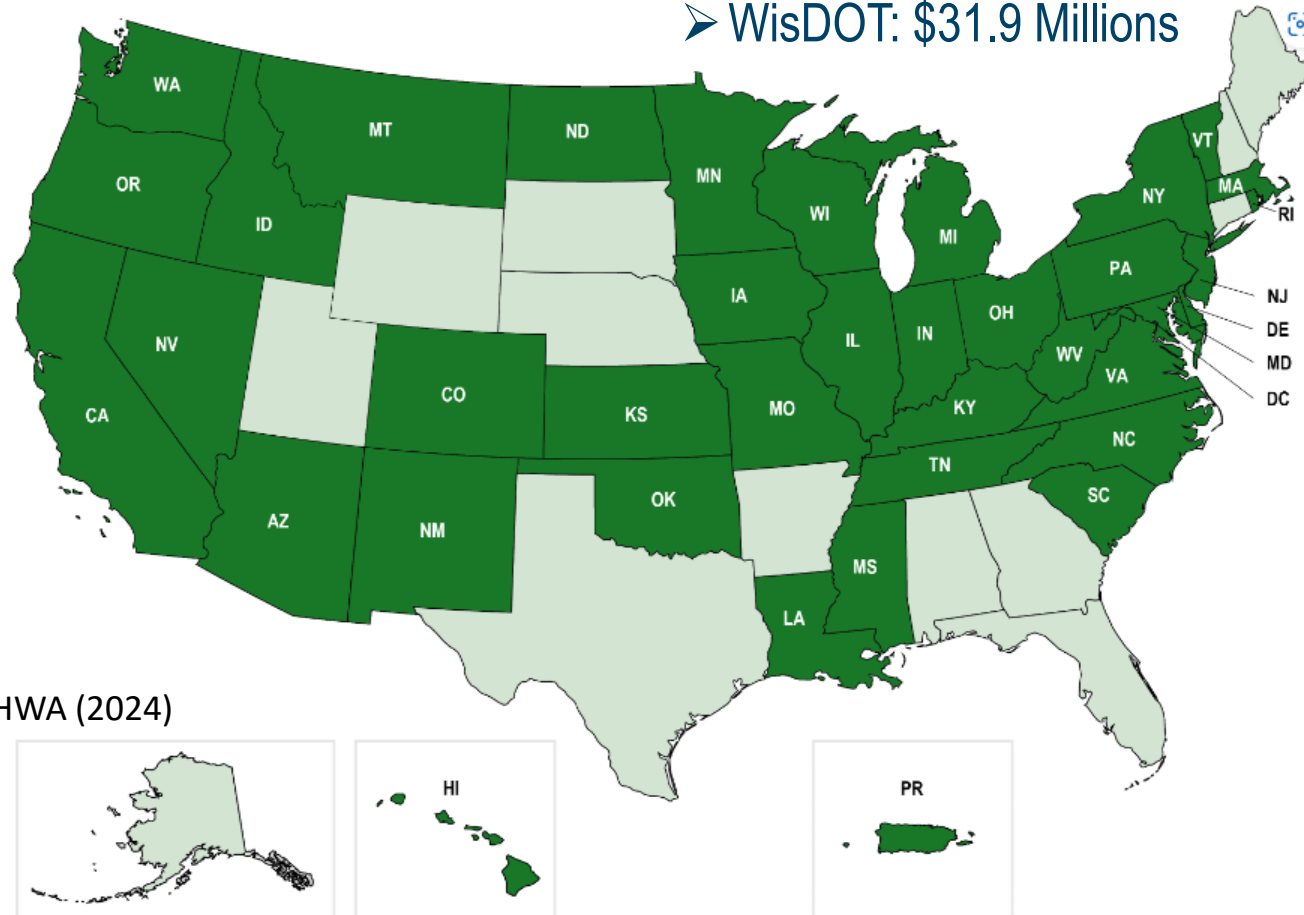 ➤ WisDOT: $31.9 Millions
WA
MT
ND
MN
VT
OR
ID
WI
MI
NY
MA
RI
PA
IA
NJ
NV
IL
IN
OH
DE
CO
WV
MD
CA
KS
MO
KY
VA
DC
NC
TN
AZ
NM
OK
SC
MS
LA
HWA (2024)
HI
PR